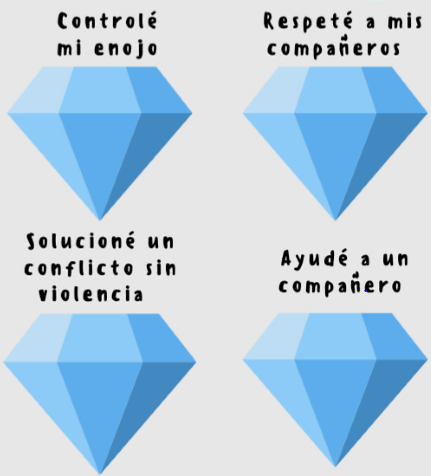 Controlé
mi enojo
Respeté a mis
compañeros
Solucioné un
conflicto sin
violencia
Ayudé a un
compañero